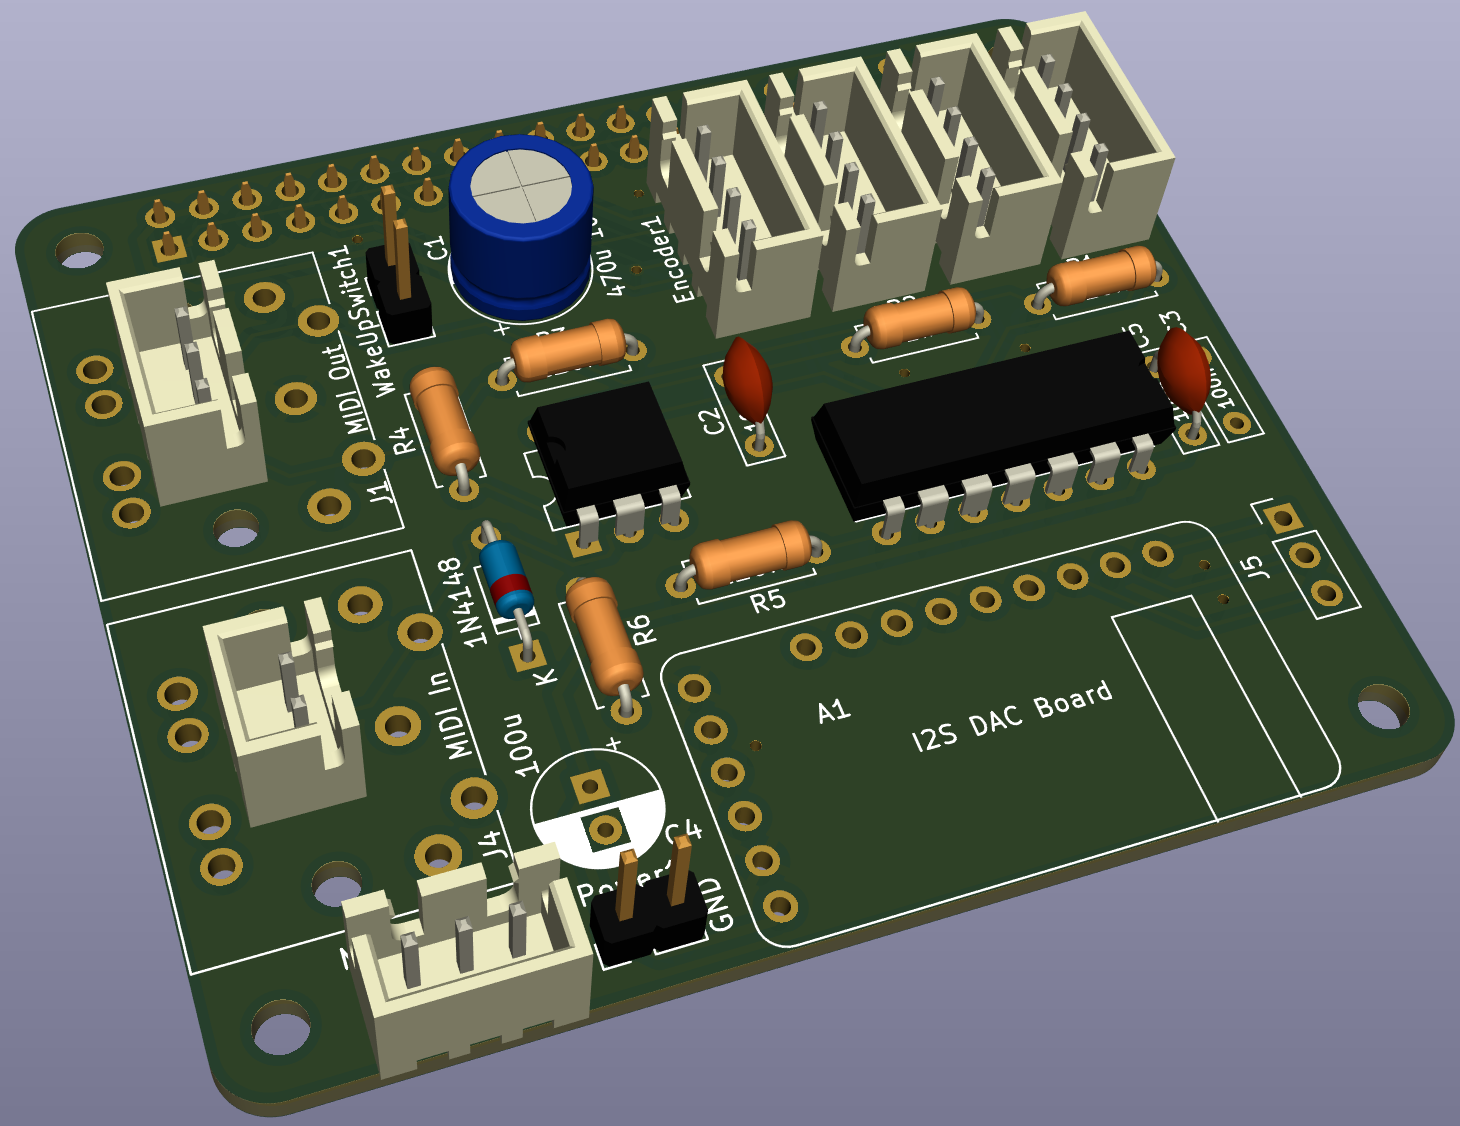 C1
WakeUpSwitch1
470u
Encoder1
MIDI Out
J1
R4
C2
1N4148
K
R6
R5
J5
A1
I2S DAC Board
MIDI In
J4
100u
+
+
C4
GND